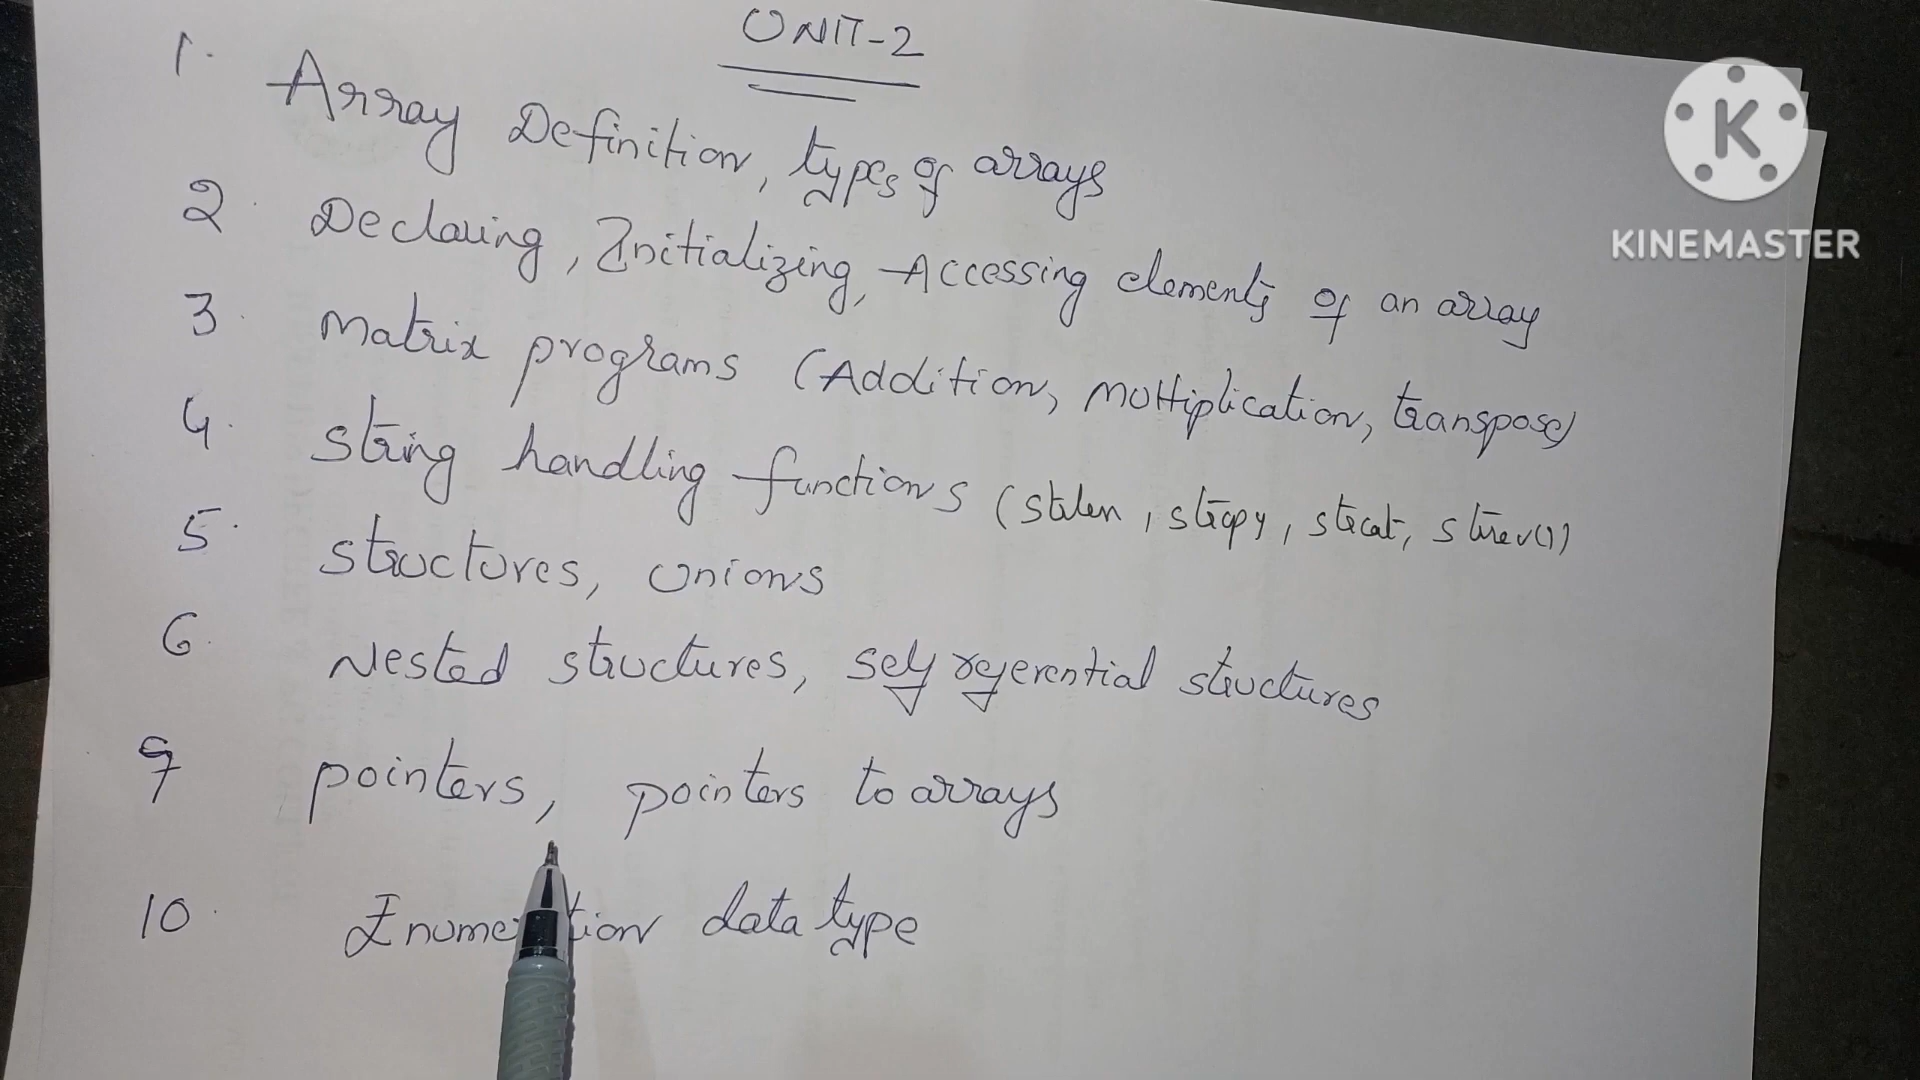 UNIT-2
1. Array Definition, types of arrays
2. Declaring, Initializing, Accessing elements of an array
3. Matrix programs (Addition, multiplication, transpose)
4. String handling functions (strlen, strcpy, strcat, strrev())
5. structures, unions
6. Nested structures, self referential structures
7 pointers, pointers to arrays
10. data type
K
KINEMASTER